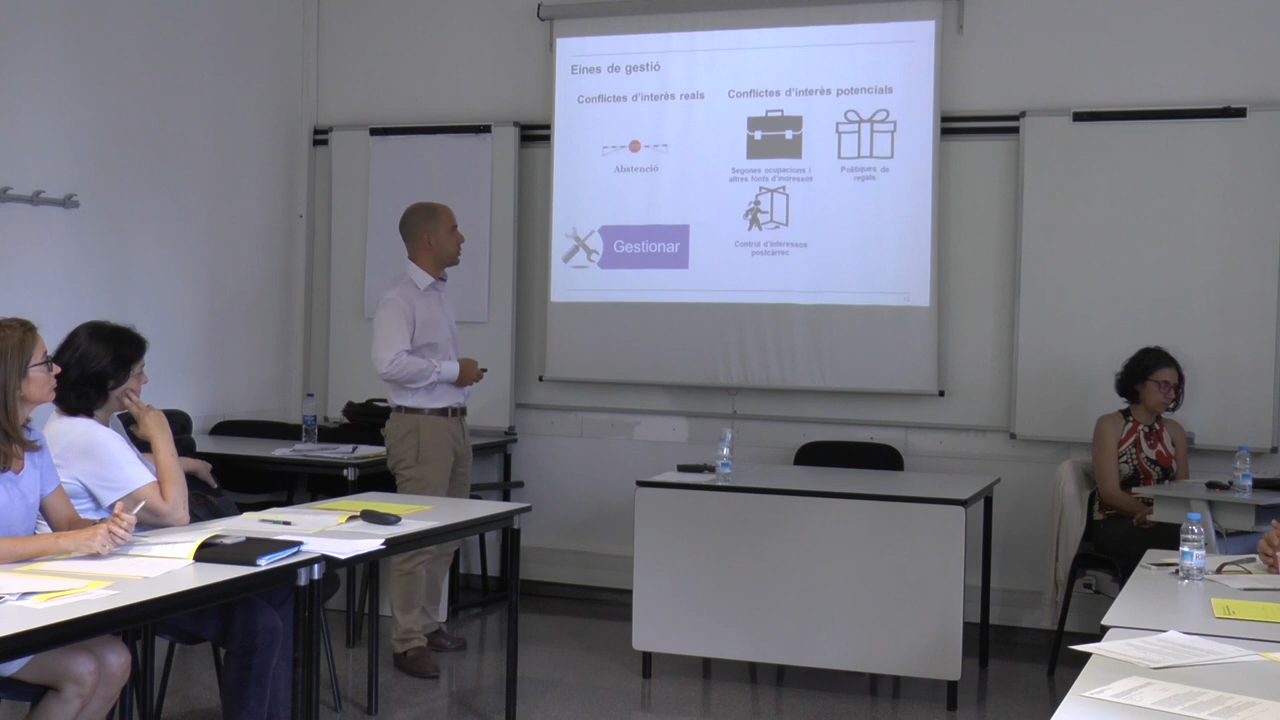 Eines de gestió
Conflictes d'interès reals
Conflictes d'interès potencials
Abstenció
Segones ocupacions i
altres fonts d'ingressos
Polítiques de
regals
Control d'interessos
postcàrrec
Gestionar